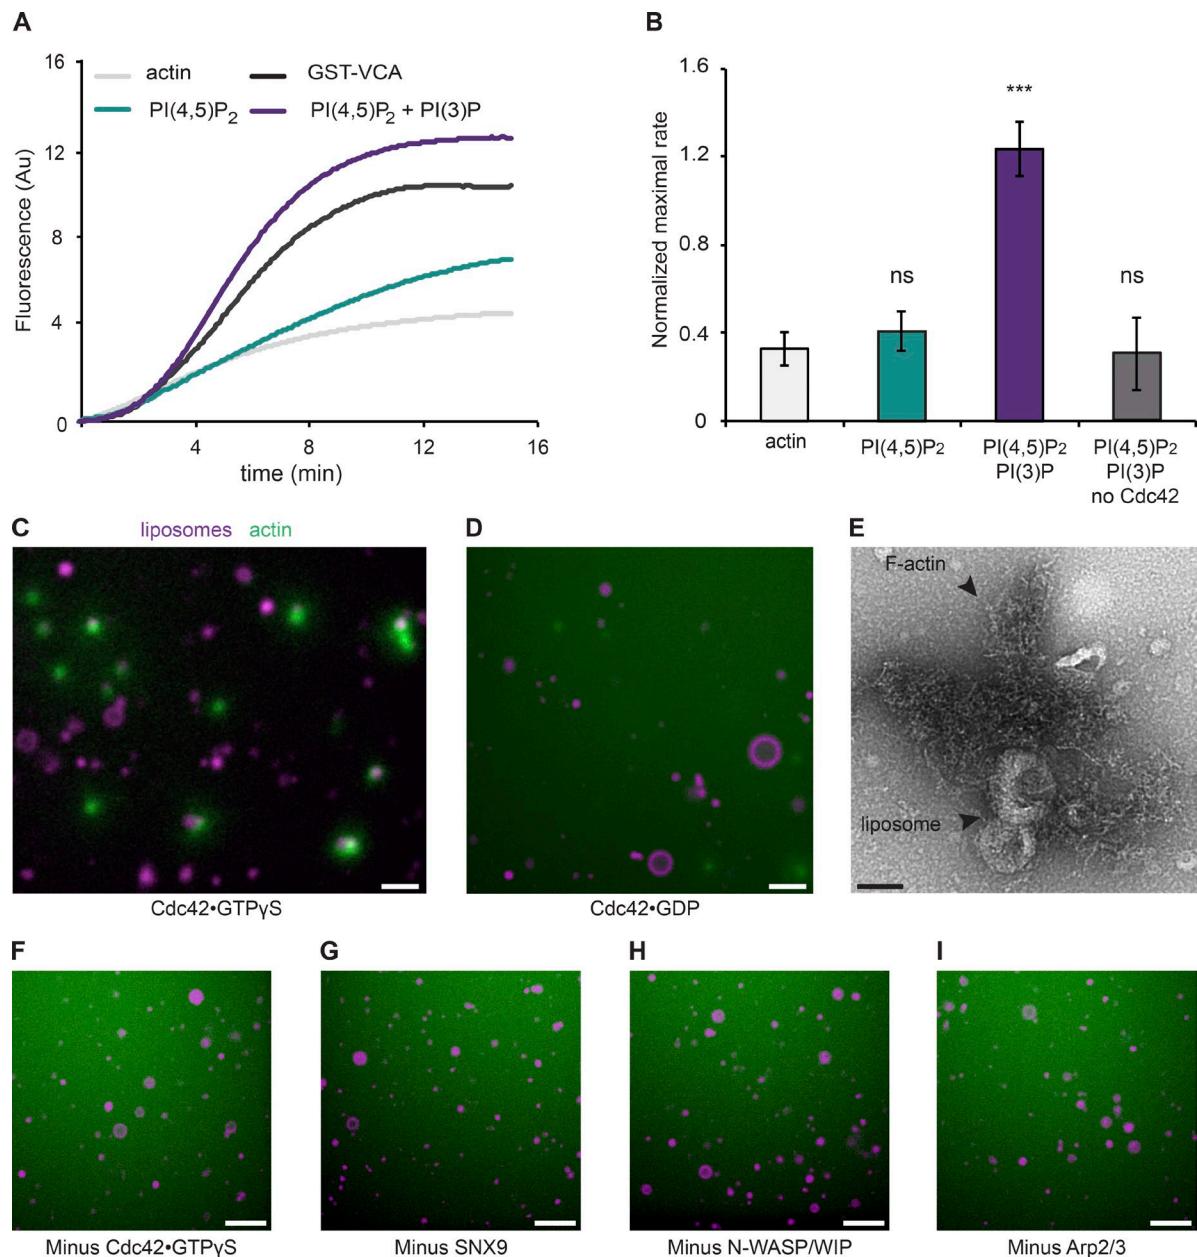 A
16
12
8
4
0
Fluorescence (Au)
actin
GST-VCA
PI(4,5)P2
PI(4,5)P2 + PI(3)P
4
8
12
16
time (min)
B
1.6
1.2
0.8
0.4
0
Normalized maximal rate
ns
***
ns
actin
PI(4,5)P2
PI(4,5)P2
PI(3)P
PI(4,5)P2
PI(3)P
no Cdc42
C
liposomes actin
Cdc42•GTPγS
D
Cdc42•GDP
E
F-actin
liposome
F
Minus Cdc42•GTPγS
G
Minus SNX9
H
Minus N-WASP/WIP
I
Minus Arp2/3